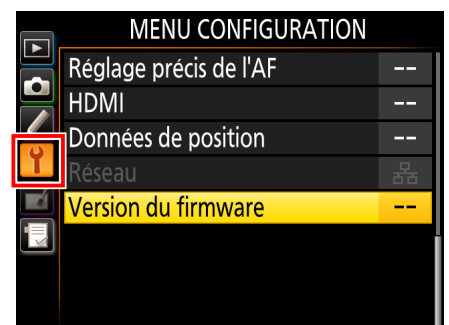 MENU CONFIGURATION
Réglage précis de l'AF --
HDMI --
Données de position --
Réseau
Version du firmware --